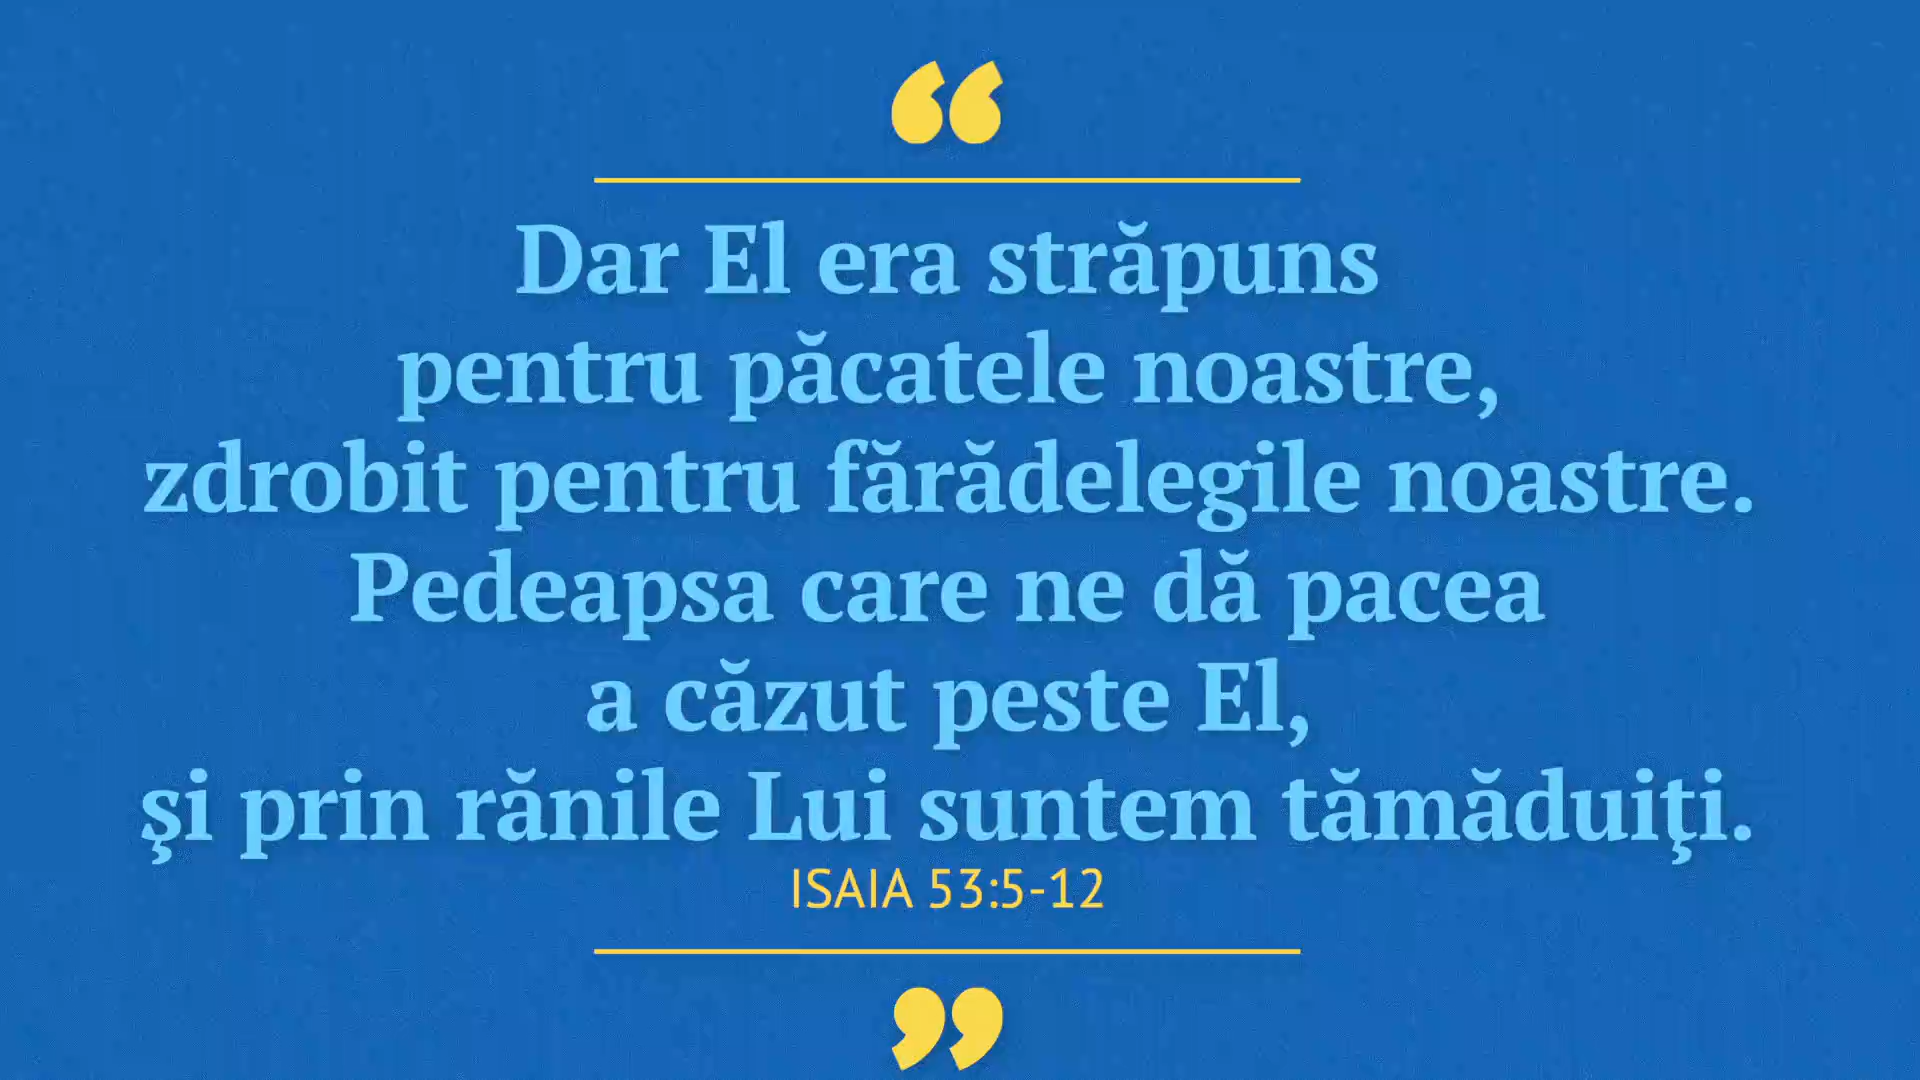 “
Dar El era străpuns
pentru păcatele noastre,
zdrobit pentru fărădelegile noastre.
Pedeapsa care ne dă pacea
a căzut peste El,
şi prin rănile Lui suntem tămăduiţi.
ISAIA 53:5-12
”